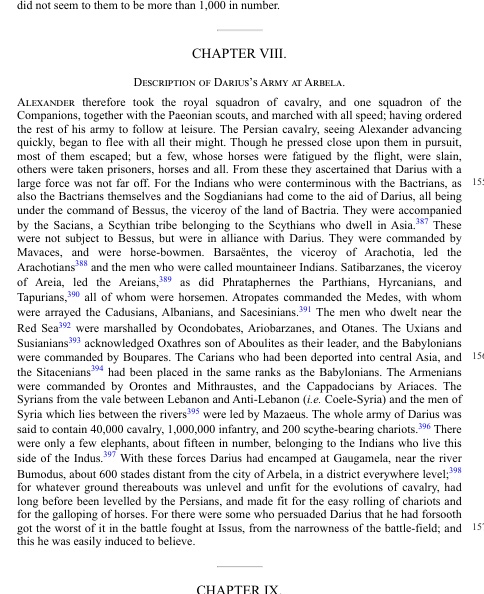 did not seem to them to be more than 1,000 in number.
CHAPTER VIII.
Description of Darius's Army at Arbela.
Alexander therefore took the royal squadron of cavalry, and one squadron of the
Companions, together with the Paeonian scouts, and marched with all speed; having ordered
the rest of his army to follow at leisure. The Persian cavalry, seeing Alexander advancing
quickly, began to flee with all their might. Though he pressed close upon them in pursuit,
most of them escaped; but a few, whose horses were fatigued by the flight, were slain,
others were taken prisoners, horses and all. From these they ascertained that Darius with a
large force was not far off. For the Indians who were conterminous with the Bactrians, as 155
also the Bactrians themselves and the Sogdianians had come to the aid of Darius, all being
under the command of Bessus, the viceroy of the land of Bactria. They were accompanied
by the Sacians, a Scythian tribe belonging to the Scythians who dwell in Asia.387 These
were not subject to Bessus, but were in alliance with Darius. They were commanded by
Mavaces, and were horse-bowmen. Barsaëntes, the viceroy of Arachotia, led the
Arachotians388 and the men who were called mountaineer Indians. Satibarzanes, the viceroy
of Areia, led the Areians,389 as did Phrataphernes the Parthians, Hyrcanians, and
Tapurians,390 all of whom were horsemen. Atropates commanded the Medes, with whom
were arrayed the Cadusians, Albanians, and Sacesinians.391 The men who dwelt near the
Red Sea392 were marshalled by Ocondobates, Ariobarzanes, and Otanes. The Uxians and
Susianians393 acknowledged Oxathres son of Aboulites as their leader, and the Babylonians
were commanded by Boupares. The Carians who had been deported into central Asia, and 156
the Sitacenians394 had been placed in the same ranks as the Babylonians. The Armenians
were commanded by Orontes and Mithraustes, and the Cappadocians by Ariaces. The
Syrians from the vale between Lebanon and Anti-Lebanon (i.e. Coele-Syria) and the men of
Syria which lies between the rivers395 were led by Mazaeus. The whole army of Darius was
said to contain 40,000 cavalry, 1,000,000 infantry, and 200 scythe-bearing chariots.396 There
were only a few elephants, about fifteen in number, belonging to the Indians who live this
side of the Indus.397 With these forces Darius had encamped at Gaugamela, near the river
Bumodus, about 600 stades distant from the city of Arbela, in a district everywhere level;398
for whatever ground thereabouts was unlevel and unfit for the evolutions of cavalry, had
long before been levelled by the Persians, and made fit for the easy rolling of chariots and
for the galloping of horses. For there were some who persuaded Darius that he had forsooth
got the worst of it in the battle fought at Issus, from the narrowness of the battle-field; and 157
this he was easily induced to believe.
CHAPTER IX.